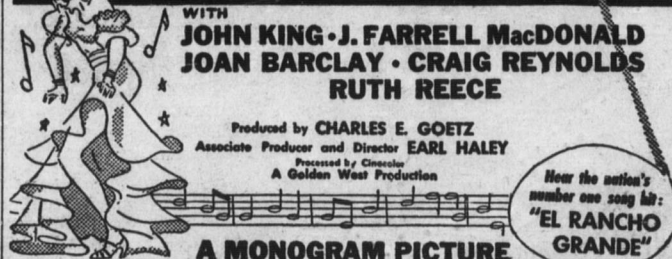 WITH
JOHN KING · J. FARRELL MacDONALD
JOAN BARCLAY · CRAIG REYNOLDS
RUTH REECE
Produced by CHARLES E. GOETZ
Associate Producer and Director EARL HALEY
Processed by Cinecolor
A Golden West Production
Hear the nation's
number one song hit:
"EL RANCHO
GRANDE"
A MONOGRAM PICTURE